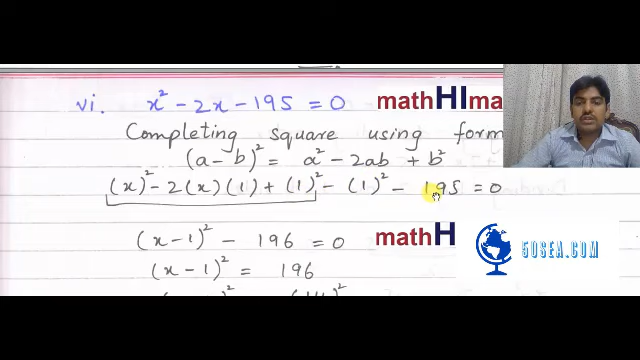 vi. x² - 2x - 195 = 0
mathHIma
Completing square using form
(a - b)² = a² - 2ab + b²
(x)² - 2(x)(1) + (1)² - (1)² - 195 = 0
(x - 1)² - 196 = 0
mathH
50SEA.COM
(x - 1)² = 196